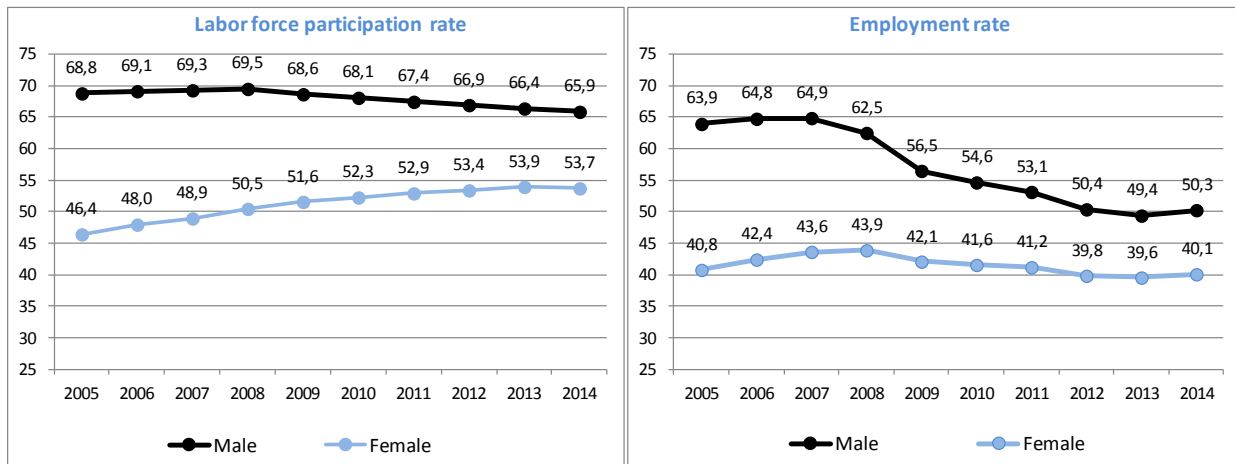 Labor force participation rate
75
70
65
60
55
50
45
40
35
30
25
68,8 69,1 69,3 69,5 68,6 68,1 67,4 66,9 66,4 65,9
46,4 48,0 48,9 50,5 51,6 52,3 52,9 53,4 53,9 53,7
2005 2006 2007 2008 2009 2010 2011 2012 2013 2014
Male Female
Employment rate
75
70
65
60
55
50
45
40
35
30
25
63,9 64,8 64,9 62,5 56,5 54,6 53,1 50,4 49,4 50,3
40,8 42,4 43,6 43,9 42,1 41,6 41,2 39,8 39,6 40,1
2005 2006 2007 2008 2009 2010 2011 2012 2013 2014
Male Female